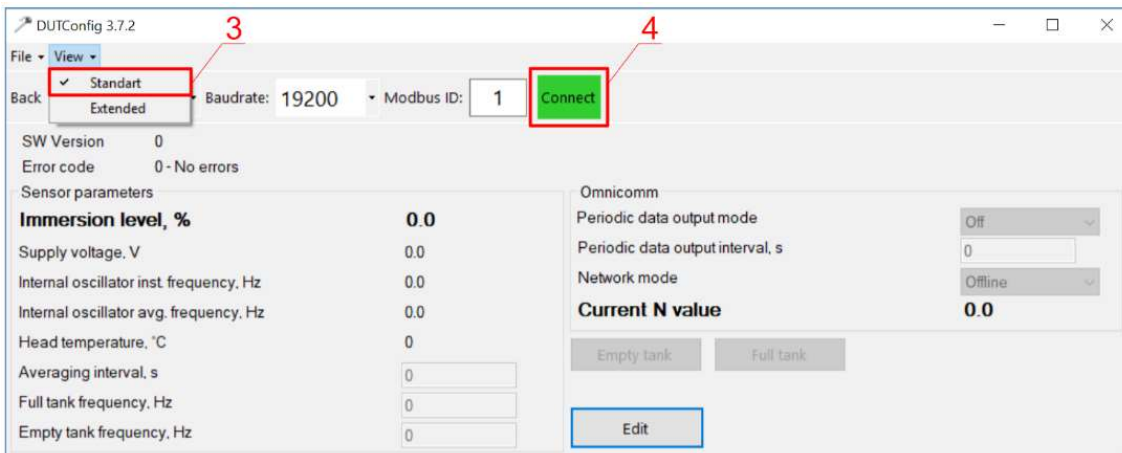 DUTConfig 3.7.2
3
4
File View
Standart
Extended
Back Baudrate: 19200 Modbus ID: 1 Connect
SW Version 0
Error code 0 - No errors
Sensor parameters
Immersion level, % 0.0
Supply voltage, V 0.0
Internal oscillator inst. frequency, Hz 0.0
Internal oscillator avg. frequency, Hz 0.0
Head temperature, °C 0
Averaging interval, s 0
Full tank frequency, Hz 0
Empty tank frequency, Hz 0
Omnicomm
Periodic data output mode Off
Periodic data output interval, s 0
Network mode Offline
Current N value 0.0
Empty tank Full tank
Edit